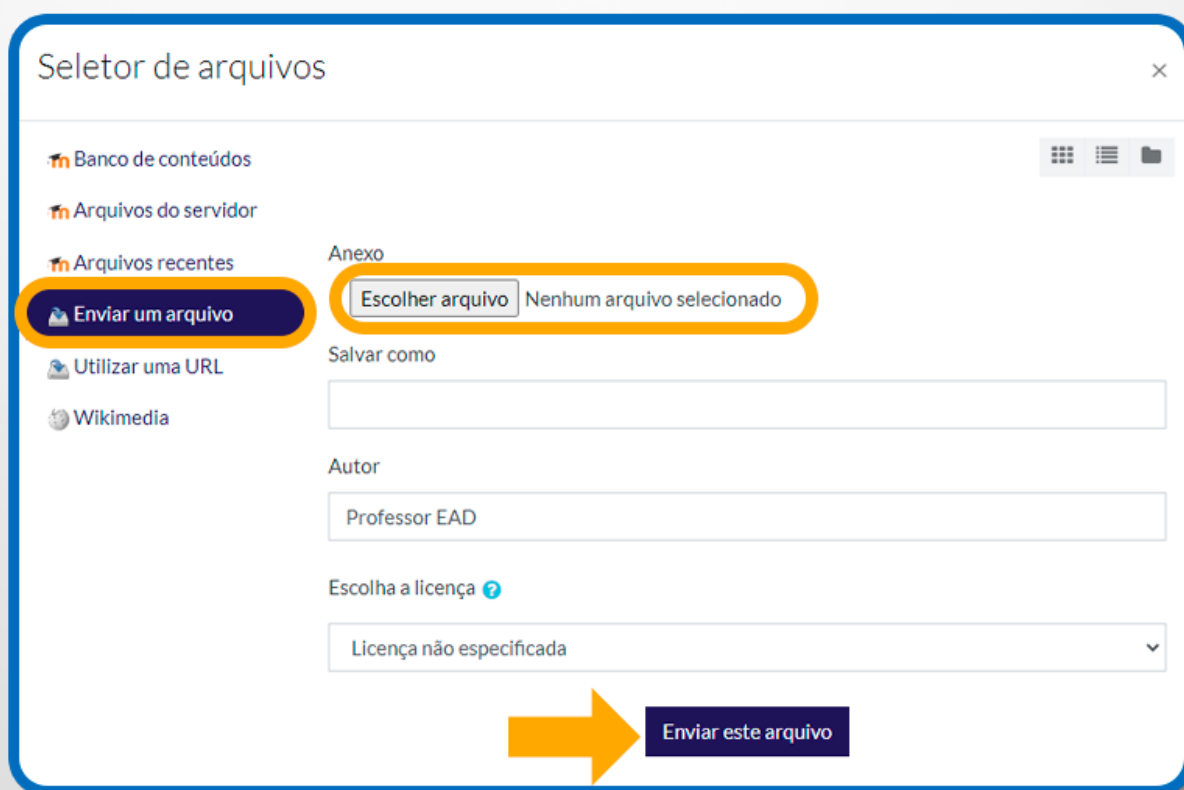 Seletor de arquivos
×
Banco de conteúdos
Arquivos do servidor
Arquivos recentes
Enviar um arquivo
Utilizar uma URL
Wikimedia
Anexo
Escolher arquivo Nenhum arquivo selecionado
Salvar como
Autor
Professor EAD
Escolha a licença ?
Licença não especificada
Enviar este arquivo